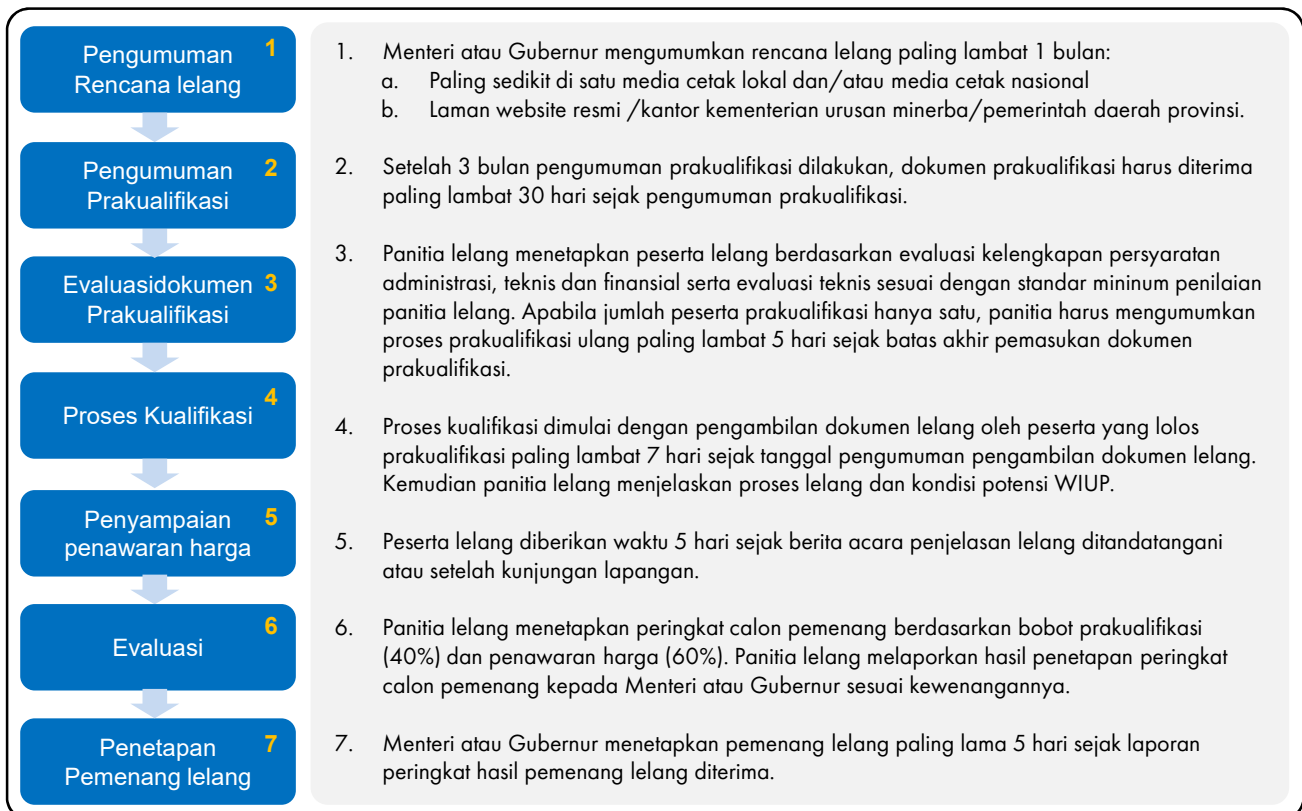 Pengumuman 1
Rencana lelang
Pengumuman 2
Prakualifikasi
Evaluasidokumen 3
Prakualifikasi
4
Proses Kualifikasi
Penyampaian 5
penawaran harga
6
Evaluasi
Penetapan 7
Pemenang lelang
1. Menteri atau Gubernur mengumumkan rencana lelang paling lambat 1 bulan:
a. Paling sedikit di satu media cetak lokal dan/atau media cetak nasional
b. Laman website resmi /kantor kementerian urusan minerba/pemerintah daerah provinsi.
2. Setelah 3 bulan pengumuman prakualifikasi dilakukan, dokumen prakualifikasi harus diterima
paling lambat 30 hari sejak pengumuman prakualifikasi.
3. Panitia lelang menetapkan peserta lelang berdasarkan evaluasi kelengkapan persyaratan
administrasi, teknis dan finansial serta evaluasi teknis sesuai dengan standar mininum penilaian
panitia lelang. Apabila jumlah peserta prakualifikasi hanya satu, panitia harus mengumumkan
proses prakualifikasi ulang paling lambat 5 hari sejak batas akhir pemasukan dokumen
prakualifikasi.
4. Proses kualifikasi dimulai dengan pengambilan dokumen lelang oleh peserta yang lolos
prakualifikasi paling lambat 7 hari sejak tanggal pengumuman pengambilan dokumen lelang.
Kemudian panitia lelang menjelaskan proses lelang dan kondisi potensi WIUP.
5. Peserta lelang diberikan waktu 5 hari sejak berita acara penjelasan lelang ditandatangani
atau setelah kunjungan lapangan.
6. Panitia lelang menetapkan peringkat calon pemenang berdasarkan bobot prakualifikasi
(40%) dan penawaran harga (60%). Panitia lelang melaporkan hasil penetapan peringkat
calon pemenang kepada Menteri atau Gubernur sesuai kewenangannya.
7. Menteri atau Gubernur menetapkan pemenang lelang paling lama 5 hari sejak laporan
peringkat hasil pemenang lelang diterima.